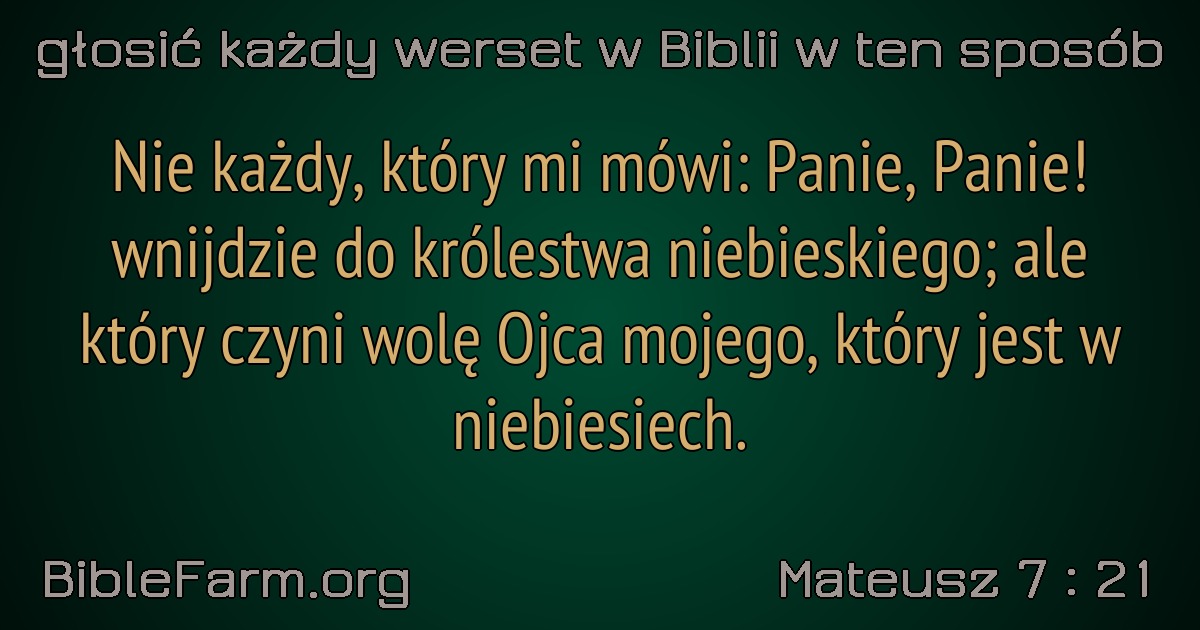 głosić każdy werset w Biblii w ten sposób
Nie każdy, który mi mówi: Panie, Panie!
wnijdzie do królestwa niebieskiego; ale
który czyni wolę Ojca mojego, który jest w
niebiesiech.
BibleFarm.org
Mateusz 7 : 21